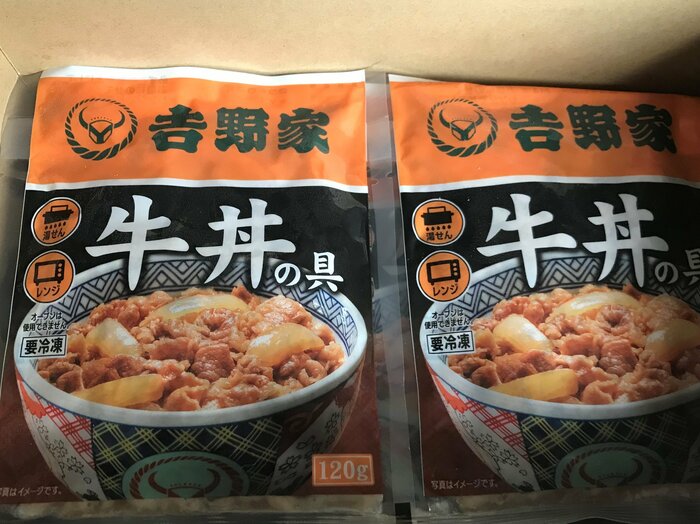 吉野家
湯せん
牛丼の具
レンジ
オーブンは
使用できません。
要冷凍
120g
写真はイメージです。
吉野家
湯せん
牛丼の具
レンジ
オーブンは
使用できません。
要冷凍
写真はイメージです。